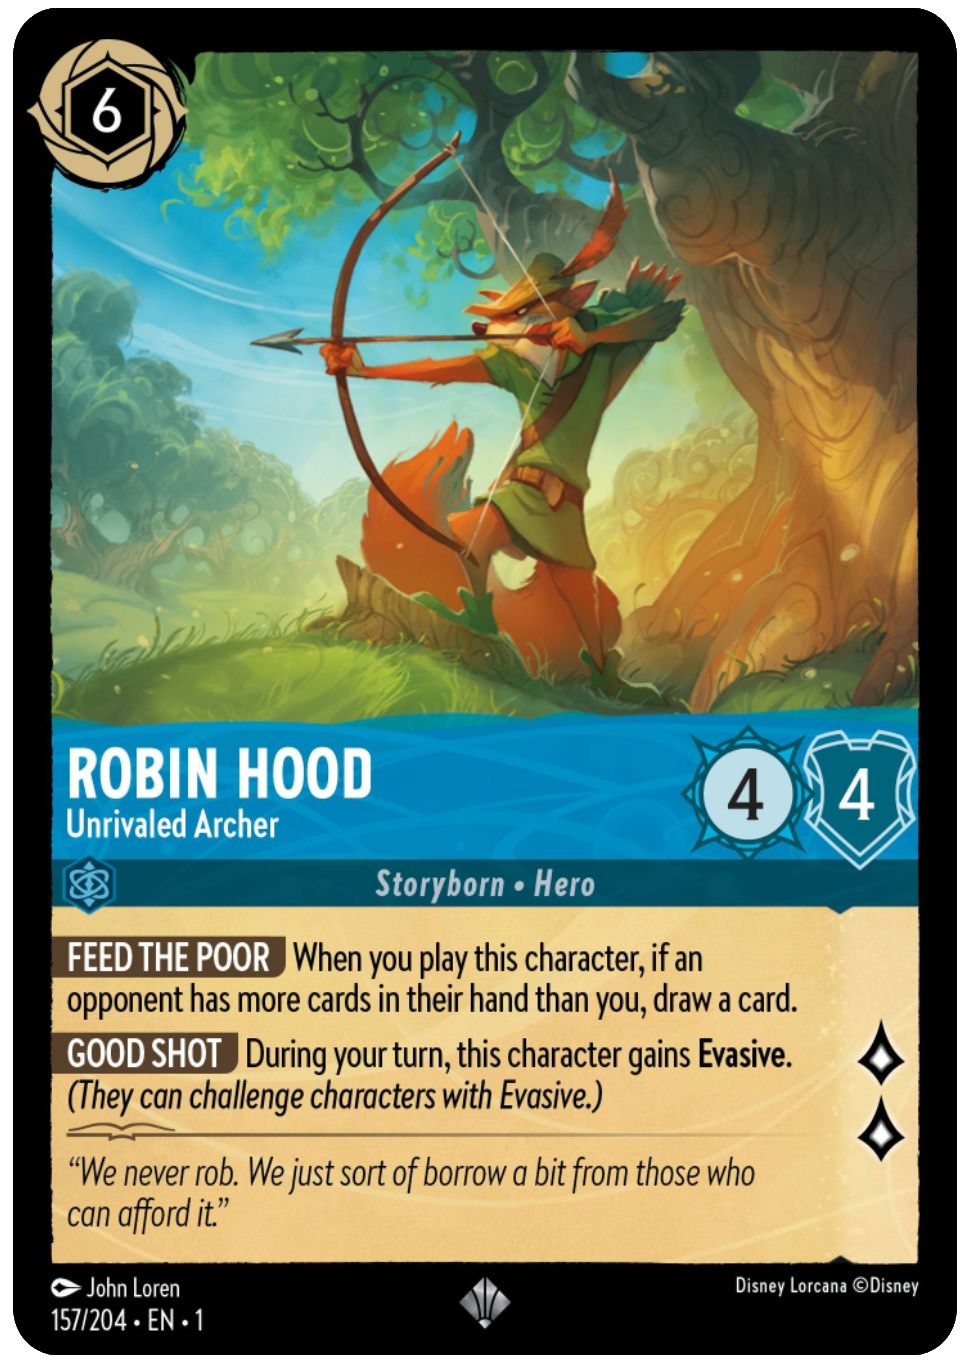 6
ROBIN HOOD
Unrivaled Archer
4 4
Storyborn • Hero
FEED THE POOR When you play this character, if an
opponent has more cards in their hand than you, draw a card.
GOOD SHOT During your turn, this character gains Evasive.
(They can challenge characters with Evasive.)
“We never rob. We just sort of borrow a bit from those who
can afford it.”
John Loren
Disney Lorcana ©Disney
157/204 • EN • 1